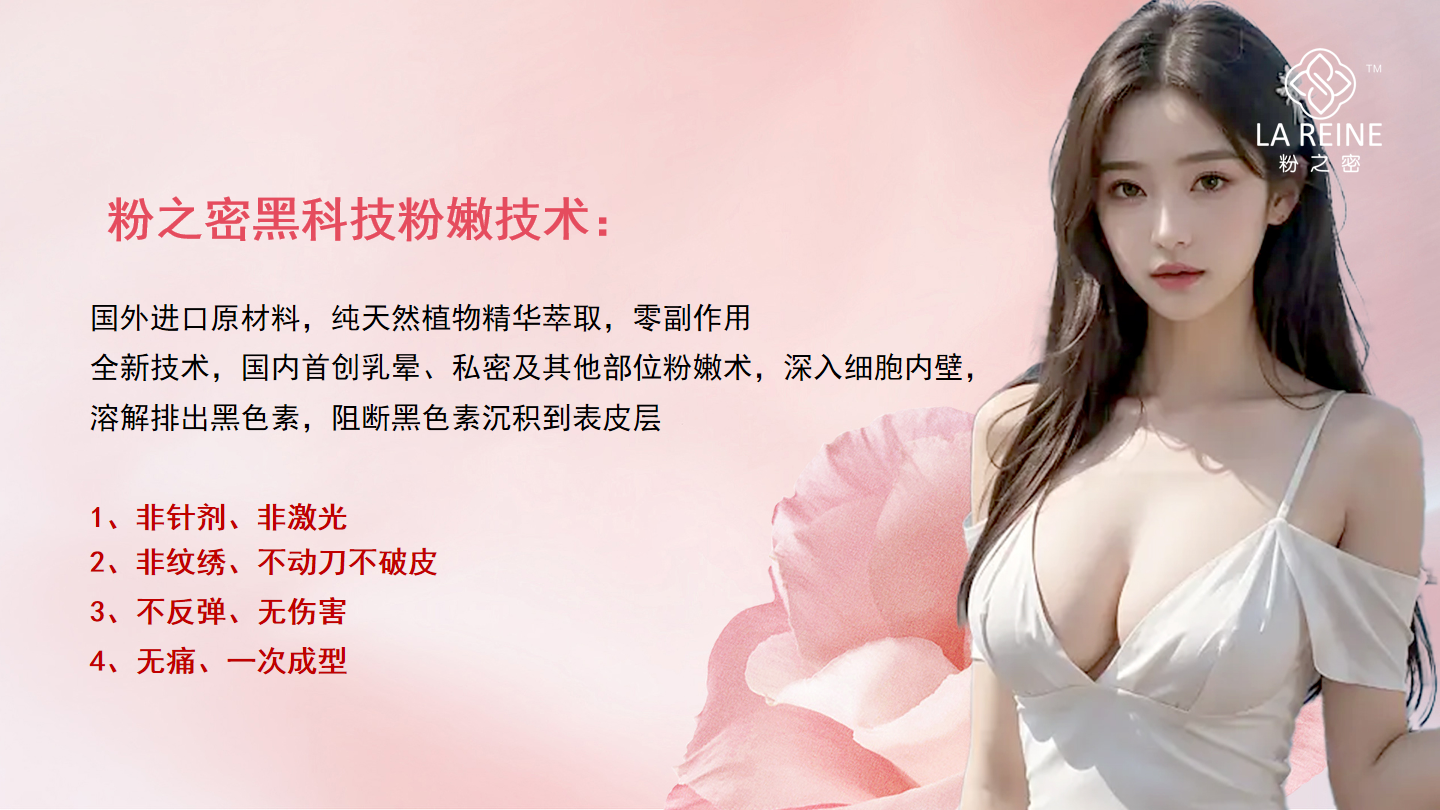 TM
LA REINE
粉之密
粉之密黑科技粉嫩技术：
国外进口原材料，纯天然植物精华萃取，零副作用
全新技术，国内首创乳晕、私密及其他部位粉嫩术，深入细胞内壁，
溶解排出黑色素，阻断黑色素沉积到表皮层
1、非针剂、非激光
2、非纹绣、不动刀不破皮
3、不反弹、无伤害
4、无痛、一次成型